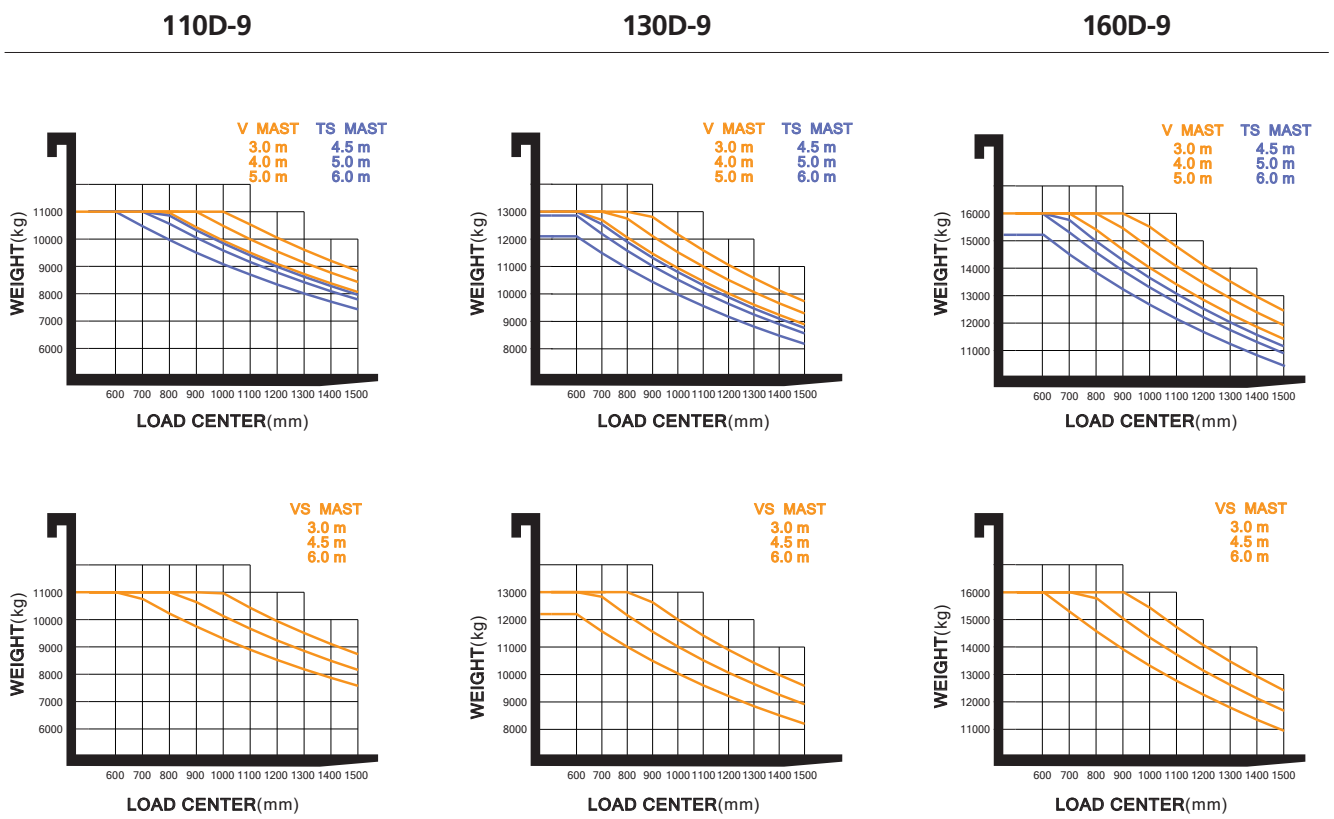 110D-9
130D-9
160D-9
V MAST TS MAST
3.0 m 4.5 m
4.0 m 5.0 m
5.0 m 6.0 m
WEIGHT(kg)
11000
10000
9000
8000
7000
6000
600 700 800 900 1000 1100 1200 1300 1400 1500
LOAD CENTER(mm)
V MAST TS MAST
3.0 m 4.5 m
4.0 m 5.0 m
5.0 m 6.0 m
WEIGHT(kg)
13000
12000
11000
10000
9000
8000
600 700 800 900 1000 1100 1200 1300 1400 1500
LOAD CENTER(mm)
V MAST TS MAST
3.0 m 4.5 m
4.0 m 5.0 m
5.0 m 6.0 m
WEIGHT(kg)
16000
15000
14000
13000
12000
11000
600 700 800 900 1000 1100 1200 1300 1400 1500
LOAD CENTER(mm)
VS MAST
3.0 m
4.5 m
6.0 m
WEIGHT(kg)
11000
10000
9000
8000
7000
6000
600 700 800 900 1000 1100 1200 1300 1400 1500
LOAD CENTER(mm)
VS MAST
3.0 m
4.5 m
6.0 m
WEIGHT(kg)
13000
12000
11000
10000
9000
8000
600 700 800 900 1000 1100 1200 1300 1400 1500
LOAD CENTER(mm)
VS MAST
3.0 m
4.5 m
6.0 m
WEIGHT(kg)
16000
15000
14000
13000
12000
11000
600 700 800 900 1000 1100 1200 1300 1400 1500
LOAD CENTER(mm)